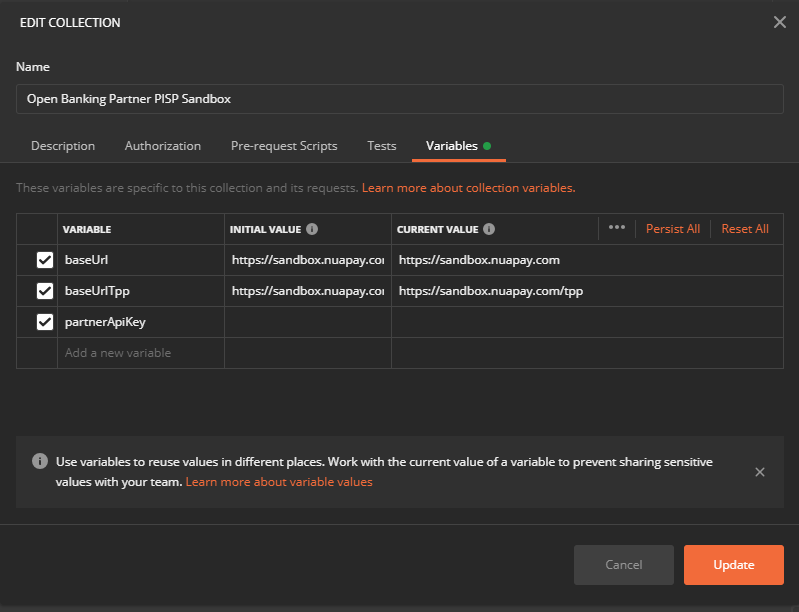 EDIT COLLECTION
Name
Open Banking Partner PISP Sandbox
Description Authorization Pre-request Scripts Tests Variables
These variables are specific to this collection and its requests. Learn more about collection variables.
VARIABLE INITIAL VALUE CURRENT VALUE ••• Persist All Reset All
baseUrl https://sandbox.nuapay.com https://sandbox.nuapay.com
baseUrlTpp https://sandbox.nuapay.com https://sandbox.nuapay.com/tpp
partnerApiKey
Add a new variable
Use variables to reuse values in different places. Work with the current value of a variable to prevent sharing sensitive
values with your team. Learn more about variable values
Cancel Update